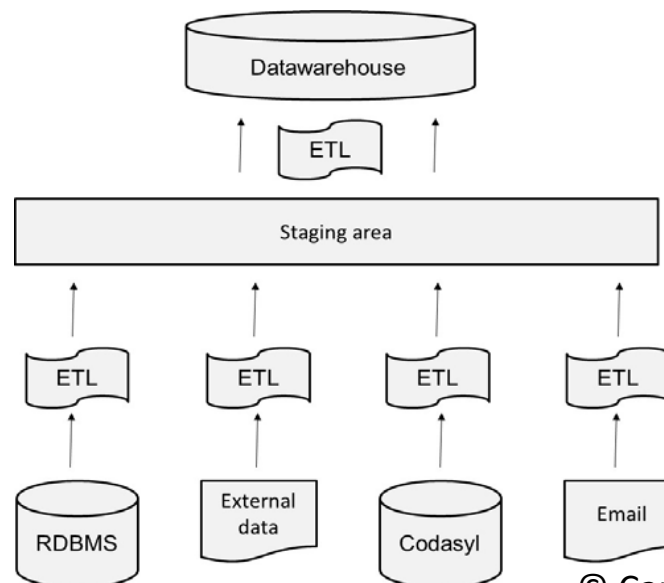 Datawarehouse
ETL
Staging area
ETL ETL ETL ETL
RDBMS
External
data
Codasyl
Email
©